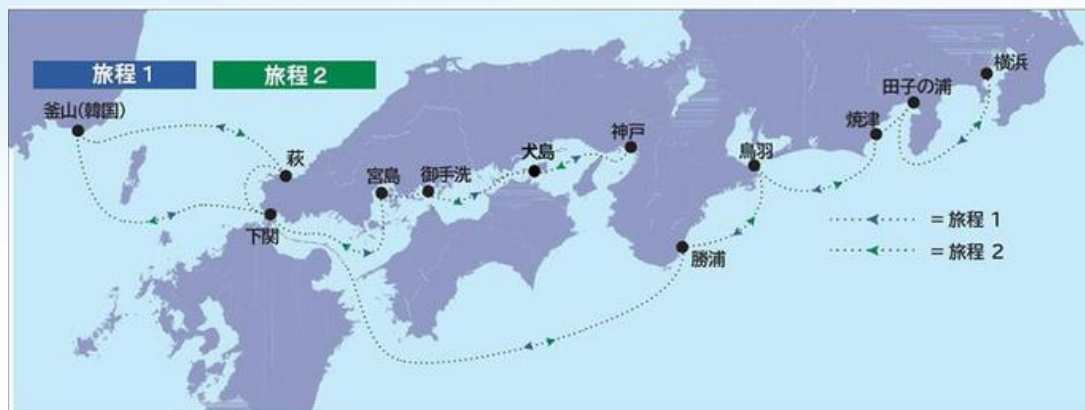 旅程1
旅程2
釜山(韓国)
萩
下関
宮島
御手洗
犬島
神戸
勝浦
鳥羽
焼津
田子の浦
横浜
= 旅程 1
= 旅程 2